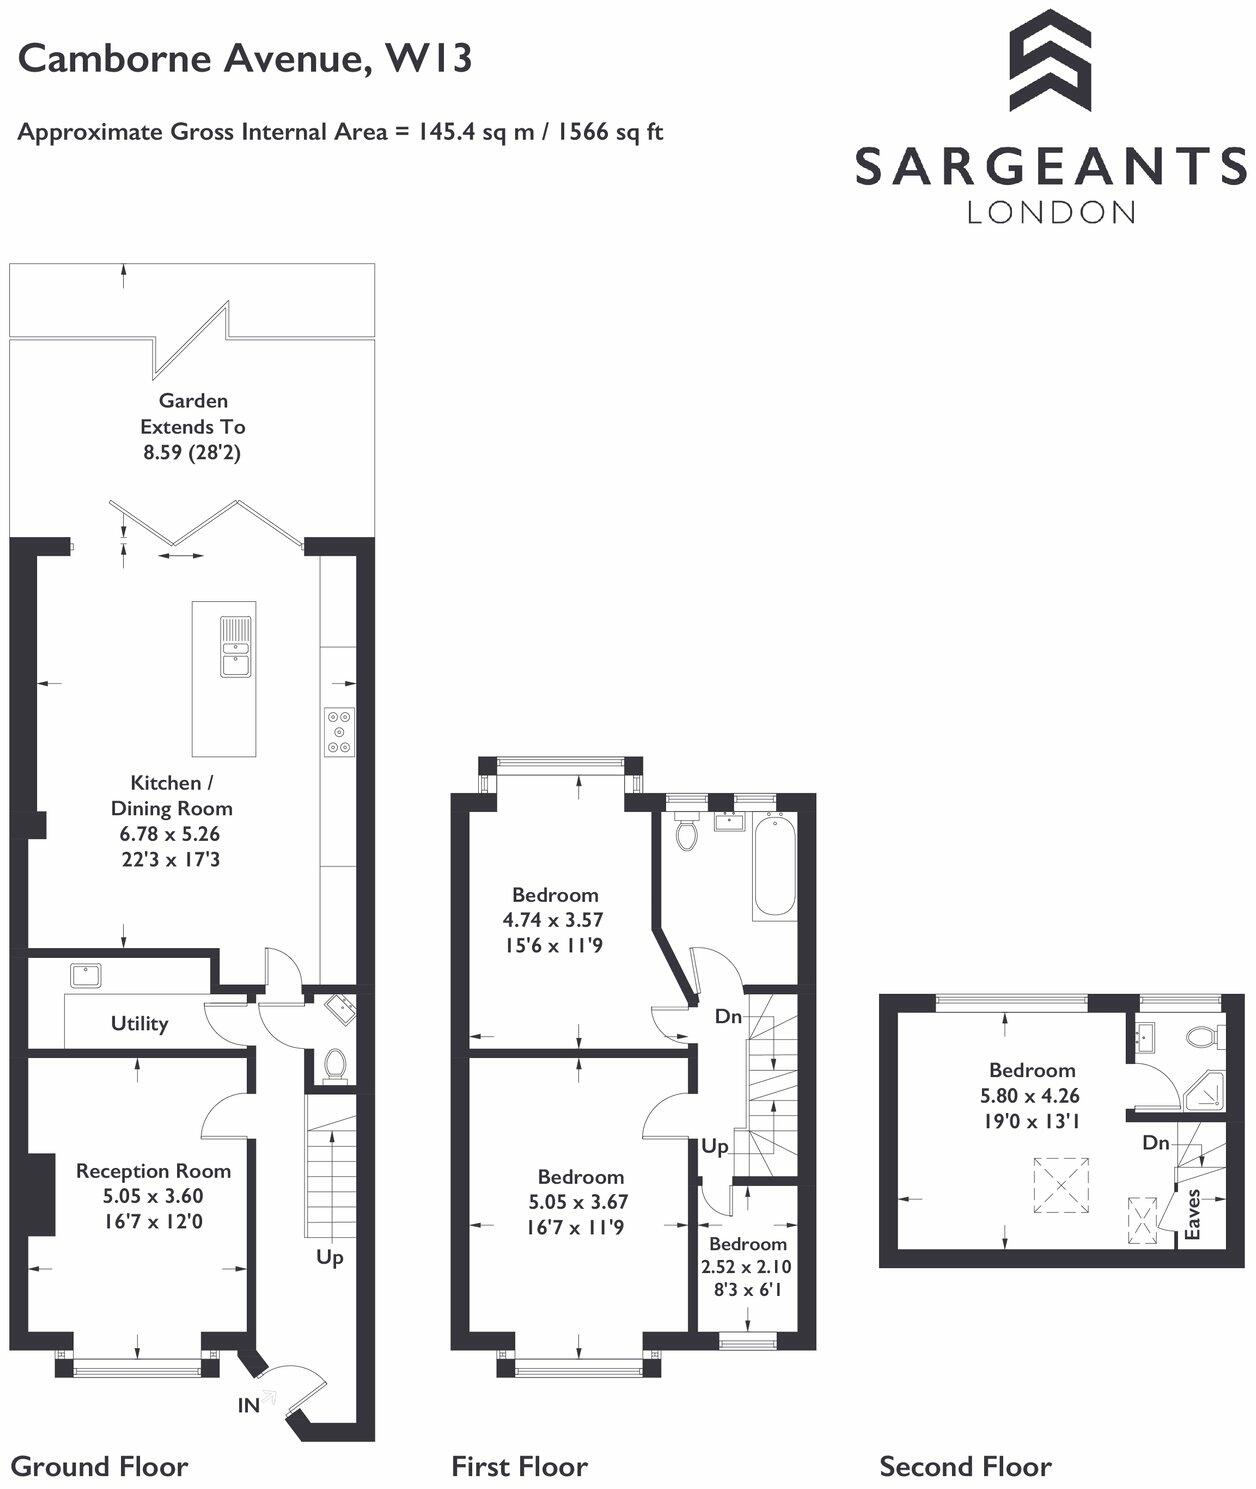 Camborne Avenue, W13
Approximate Gross Internal Area = 145.4 sq m / 1566 sq ft
SARGEANTS
LONDON
Garden
Extends To
8.59 (28'2)
Kitchen /
Dining Room
6.78 x 5.26
22'3 x 17'3
Utility
Reception Room
5.05 x 3.60
16'7 x 12'0
Up
IN
Ground Floor
Bedroom
4.74 x 3.57
15'6 x 11'9
Dn
Up
Bedroom
5.05 x 3.67
16'7 x 11'9
Bedroom
2.52 x 2.10
8'3 x 6'1
First Floor
Bedroom
5.80 x 4.26
19'0 x 13'1
Dn
Eaves
Second Floor